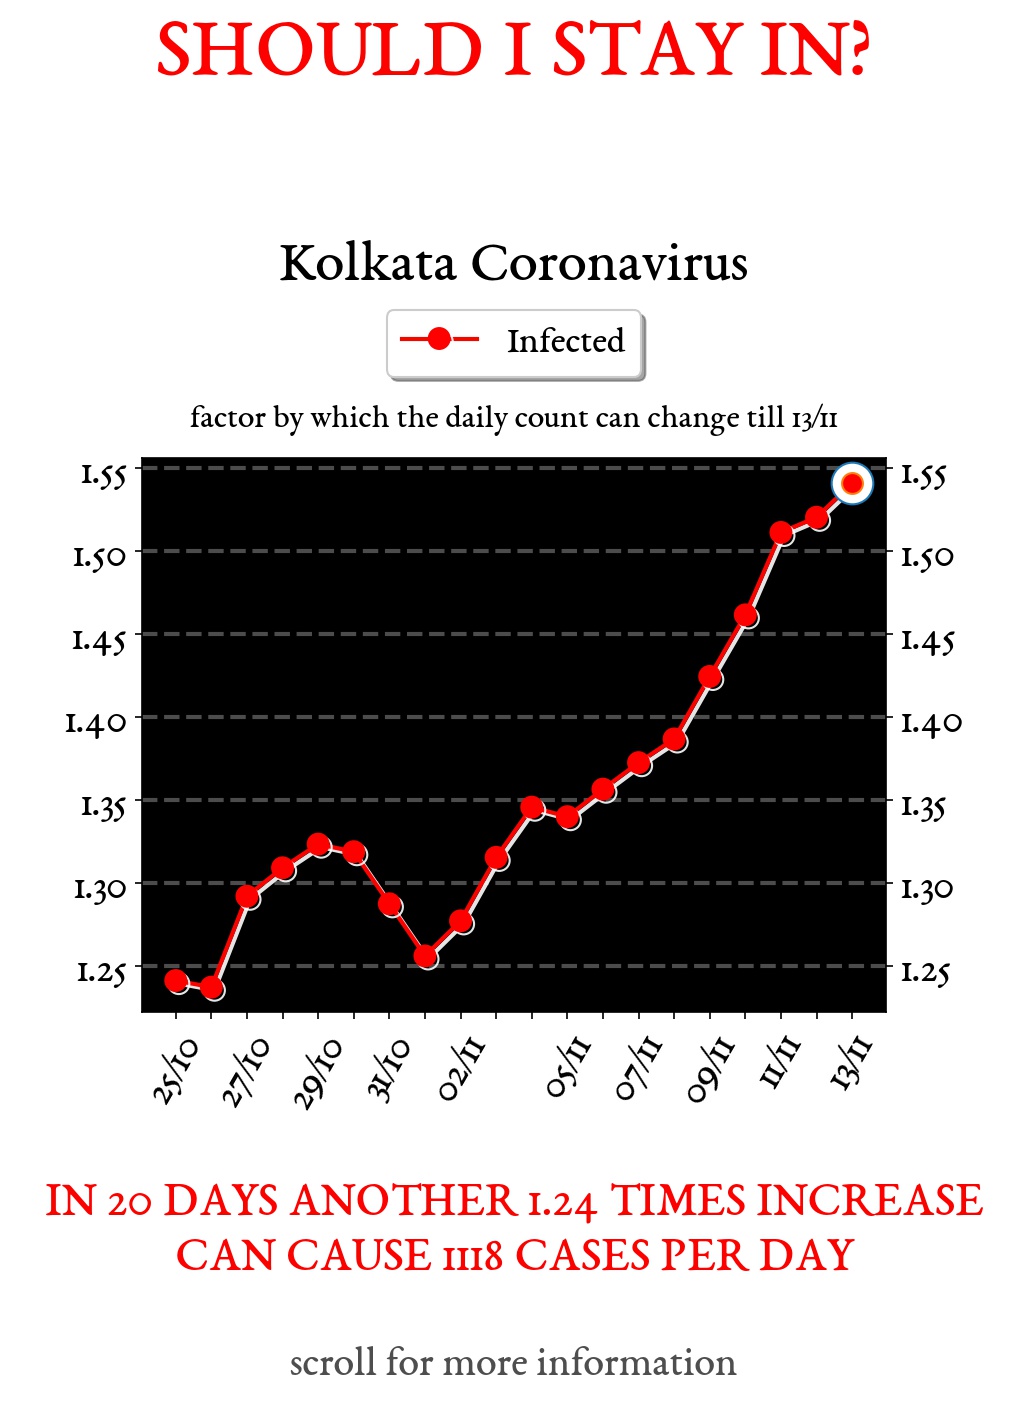 SHOULD I STAY IN?
Kolkata Coronavirus
Infected
factor by which the daily count can change till 13/11
1.55 1.55
1.50 1.50
1.45 1.45
1.40 1.40
1.35 1.35
1.30 1.30
1.25 1.25
25/10 27/10 29/10 31/10 02/11 05/11 07/11 09/11 11/11 13/11
IN 20 DAYS ANOTHER 1.24 TIMES INCREASE
CAN CAUSE 1118 CASES PER DAY
scroll for more information